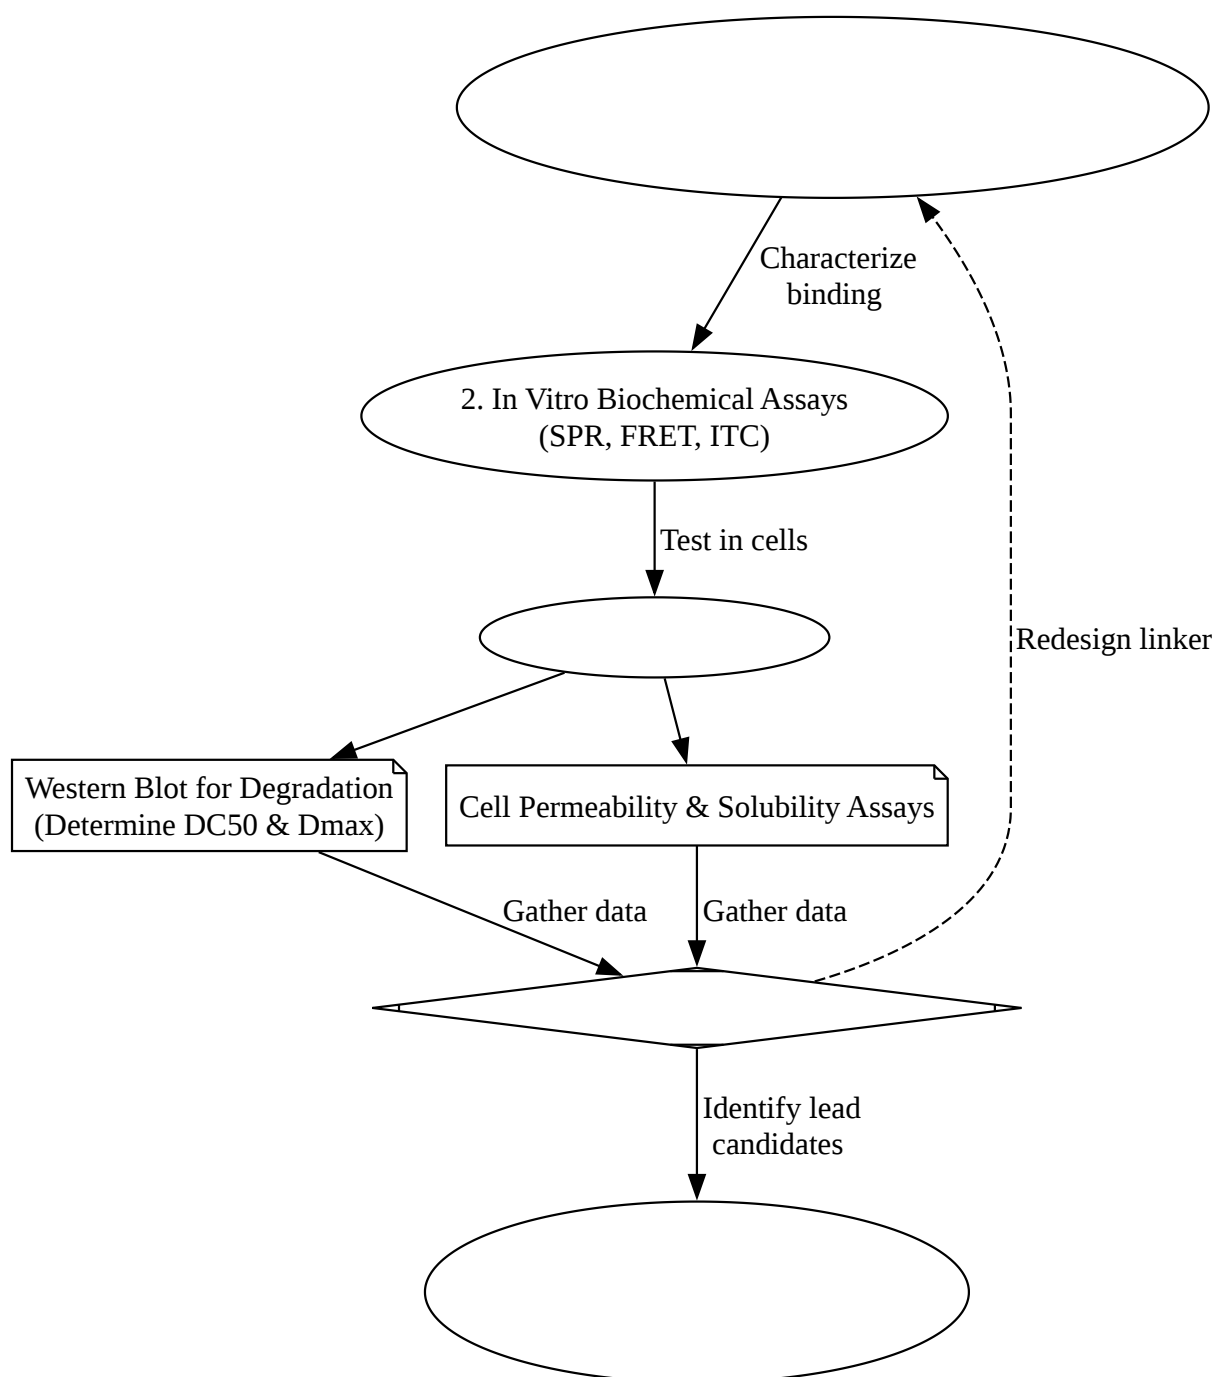 Characterize
binding
2. In Vitro Biochemical Assays
(SPR, FRET, ITC)
Test in cells
Redesign linker
Western Blot for Degradation
(Determine DC50 & Dmax)
Cell Permeability & Solubility Assays
Gather data
Gather data
Identify lead
candidates